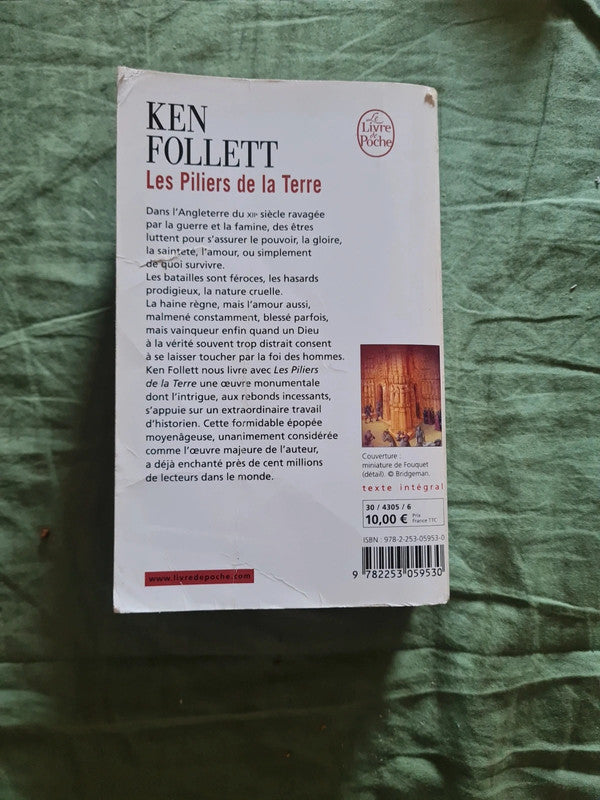 KEN
FOLLETT
Les Piliers de la Terre
Le
Livre
de
Poche
Dans l'Angleterre du XIIᵉ siècle ravagée
par la guerre et la famine, des êtres
luttent pour s'assurer le pouvoir, la gloire,
la sainteté, l'amour, ou simplement
de quoi survivre.
Les batailles sont féroces, les hasards
prodigieux, la nature cruelle.
La haine règne, mais l'amour aussi,
malmené constamment, blessé parfois,
mais vainqueur enfin quand un Dieu
à la vérité souvent trop distrait consent
à se laisser toucher par la foi des hommes.
Ken Follett nous livre avec Les Piliers
de la Terre une œuvre monumentale
dont l'intrigue, aux rebonds incessants,
s'appuie sur un extraordinaire travail
d'historien. Cette formidable épopée
moyenâgeuse, unanimement considérée
comme l'œuvre majeure de l'auteur,
a déjà enchanté près de cent millions
de lecteurs dans le monde.
Couverture :
miniature de Fouquet
(détail). © Bridgeman.
texte intégral
30 / 4305 / 6
10,00 € Prix
France TTC
ISBN : 978-2-253-05953-0
9 782253 059530
www.livredepoche.com